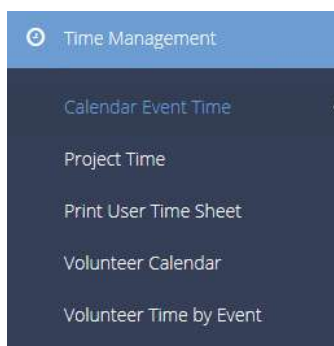 Time Management
Calendar Event Time
Project Time
Print User Time Sheet
Volunteer Calendar
Volunteer Time by Event